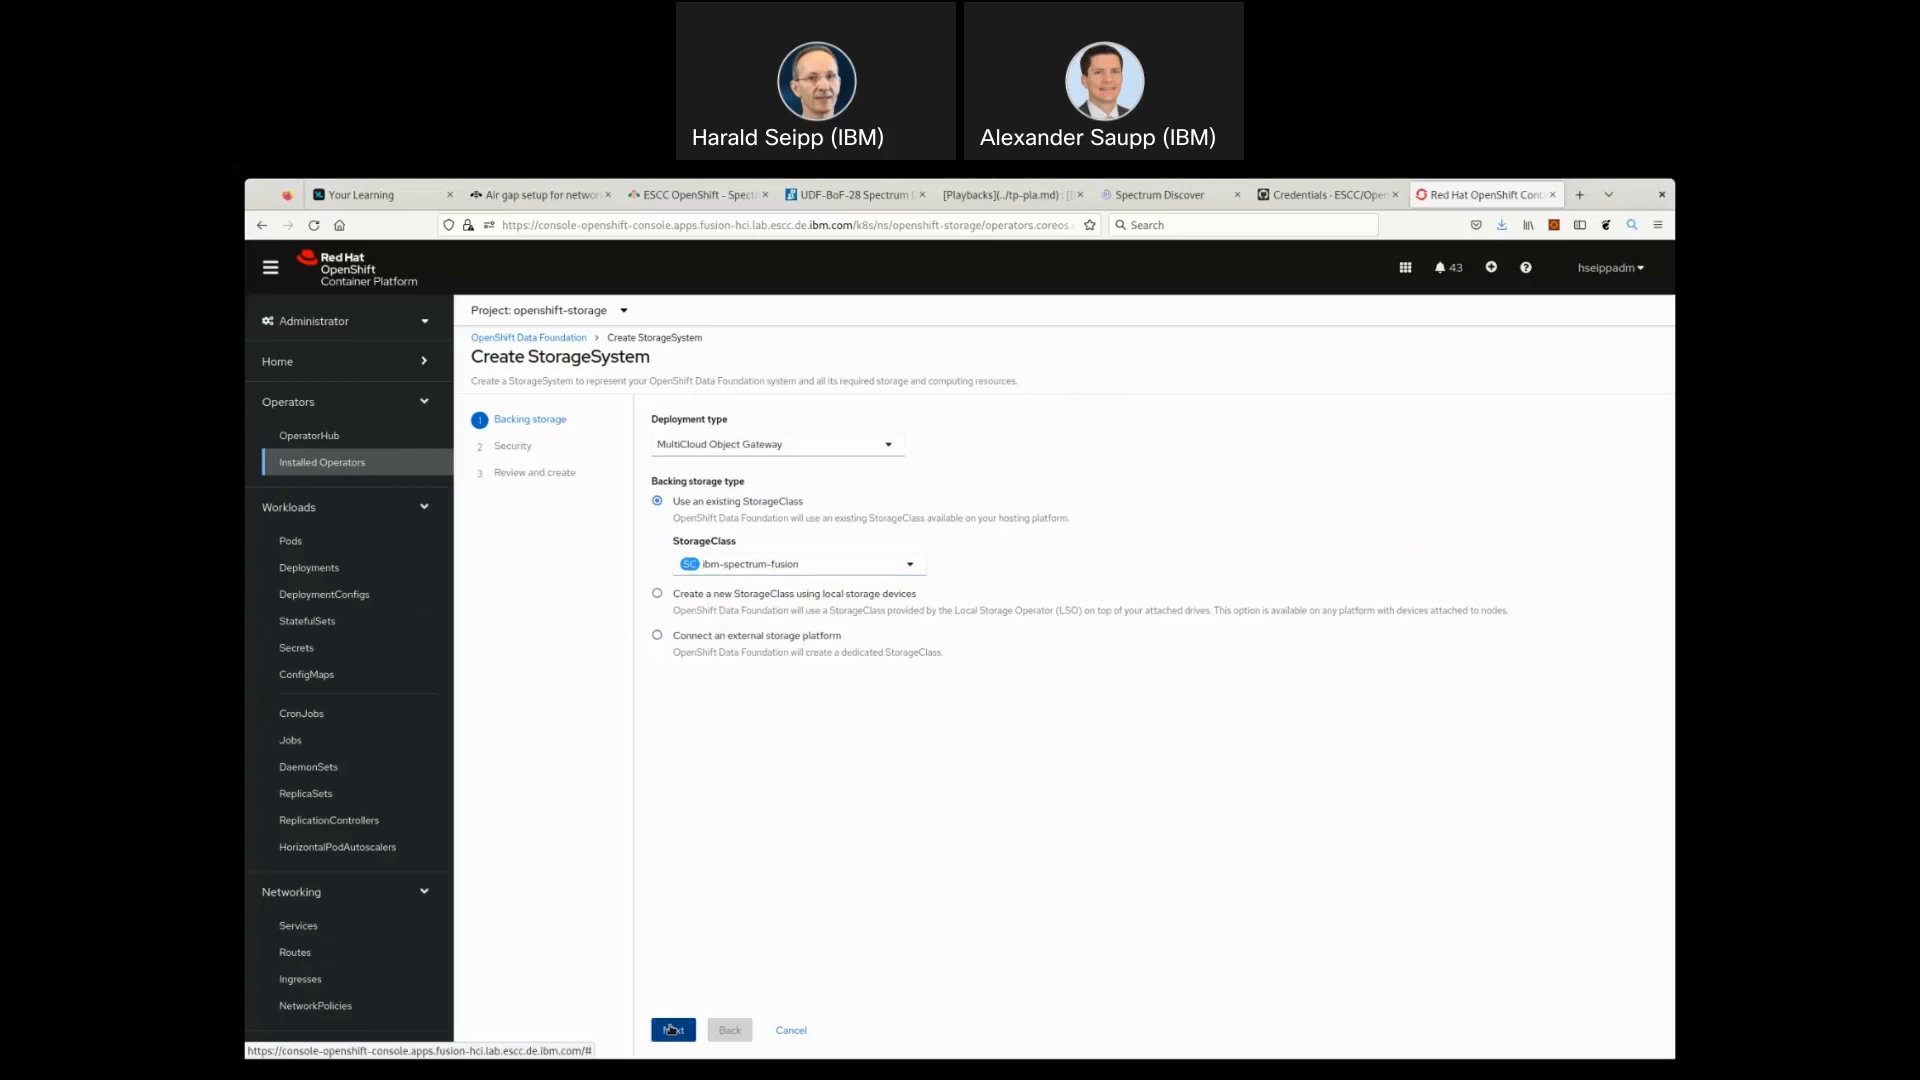 Harald Seipp (IBM)
Alexander Saupp (IBM)
Your Learning
Air gap setup for networ
ESCC OpenShift - Spect
UDF-BoF-28 Spectrum
[Playbacks](../tp-pla.md) : [
Spectrum Discover
Credentials · ESCC/Open
Red Hat OpenShift Cont
https://console-openshift-console.apps.fusion-hci.lab.escc.de.ibm.com/k8s/ns/openshift-storage/operators.coreos.
Search
Red Hat
OpenShift
Container Platform
43
hseippadm
Administrator
Home
Operators
OperatorHub
Installed Operators
Workloads
Pods
Deployments
DeploymentConfigs
StatefulSets
Secrets
ConfigMaps
CronJobs
Jobs
DaemonSets
ReplicaSets
ReplicationControllers
HorizontalPodAutoscalers
Networking
Services
Routes
Ingresses
NetworkPolicies
https://console-openshift-console.apps.fusion-hci.lab.escc.de.ibm.com/#
Project: openshift-storage
OpenShift Data Foundation > Create StorageSystem
Create StorageSystem
Create a StorageSystem to represent your OpenShift Data Foundation system and all its required storage and computing resources.
1 Backing storage
2 Security
3 Review and create
Deployment type
MultiCloud Object Gateway
Backing storage type
Use an existing StorageClass
OpenShift Data Foundation will use an existing StorageClass available on your hosting platform.
StorageClass
SC ibm-spectrum-fusion
Create a new StorageClass using local storage devices
OpenShift Data Foundation will use a StorageClass provided by the Local Storage Operator (LSO) on top of your attached drives. This option is available on any platform with devices attached to nodes.
Connect an external storage platform
OpenShift Data Foundation will create a dedicated StorageClass.
Next
Back
Cancel